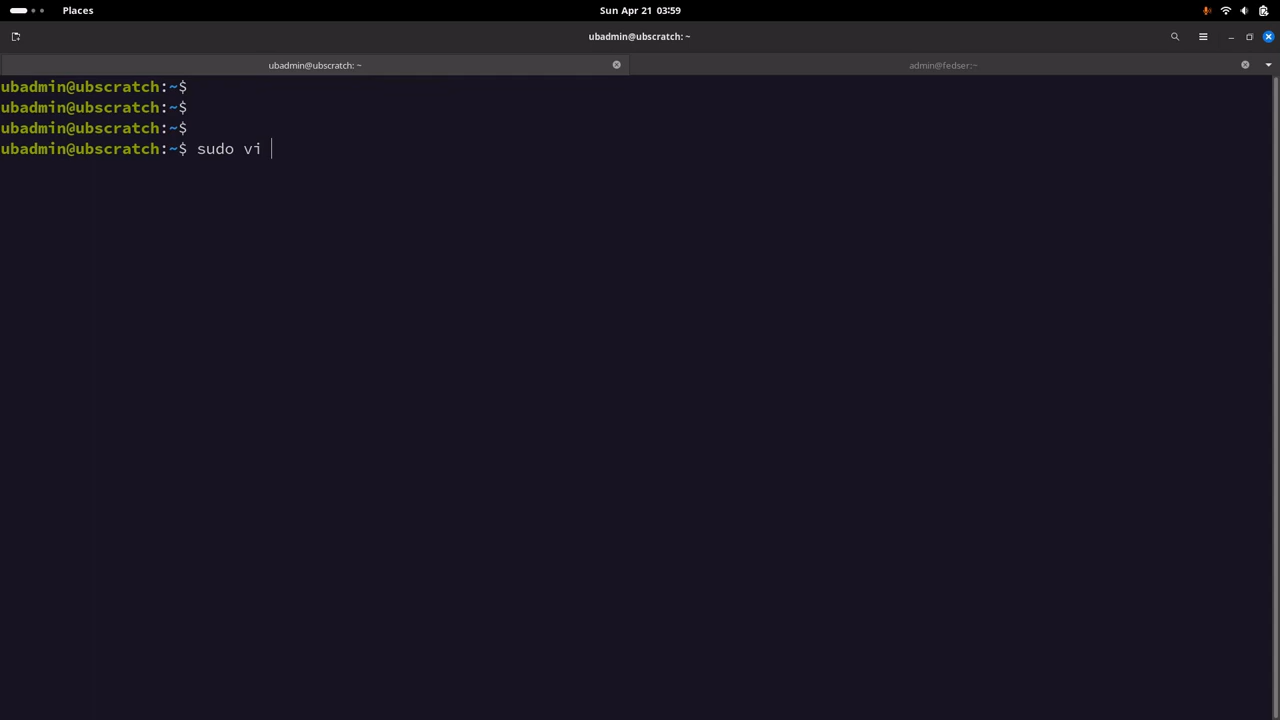 Places
Sun Apr 21 03:59
ubadmin@ubscratch: ~
ubadmin@ubscratch: ~
admin@fedser:~
ubadmin@ubscratch:~$
ubadmin@ubscratch:~$
ubadmin@ubscratch:~$
ubadmin@ubscratch:~$ sudo vi